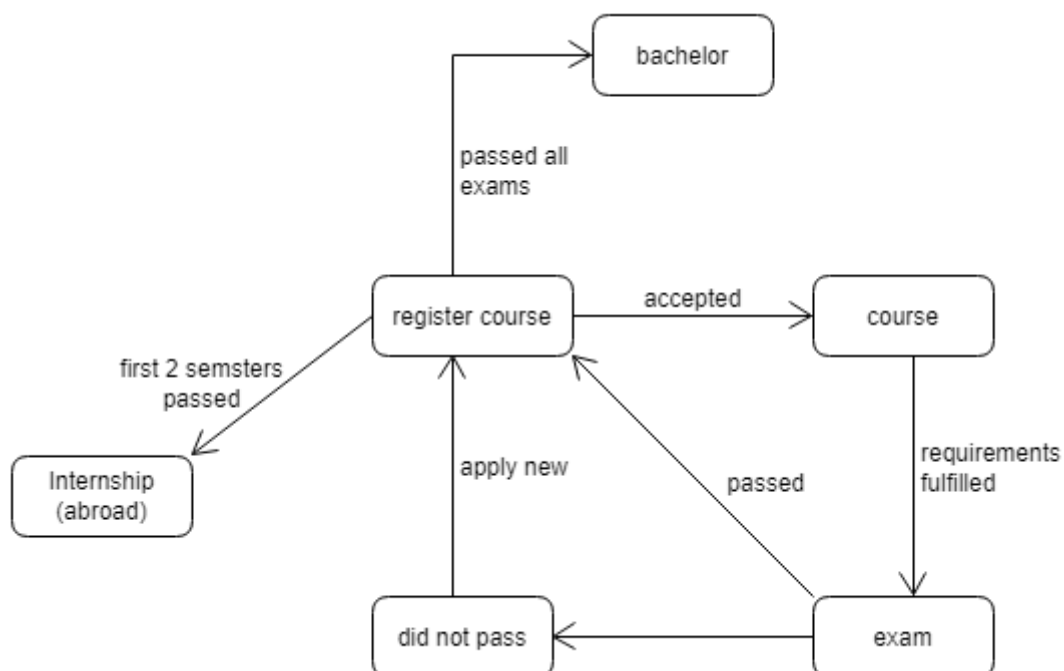 bachelor
passed all
exams
register course
accepted
course
first 2 semsters
passed
Internship
(abroad)
apply new
passed
requirements
fulfilled
did not pass
exam